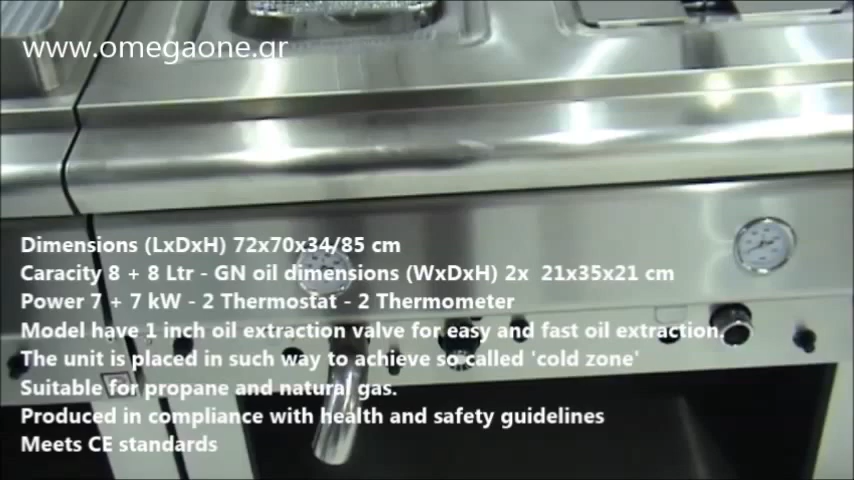 www.omegaone.gr
Dimensions (LxDxH) 72x70x34/85 cm
Caracity 8 + 8 Ltr - GN oil dimensions (WxDxH) 2x 21x35x21 cm
Power 7 + 7 kW - 2 Thermostat - 2 Thermometer
Model have 1 inch oil extraction valve for easy and fast oil extraction.
The unit is placed in such way to achieve so called 'cold zone'
Suitable for propane and natural gas.
Produced in compliance with health and safety guidelines
Meets CE standards